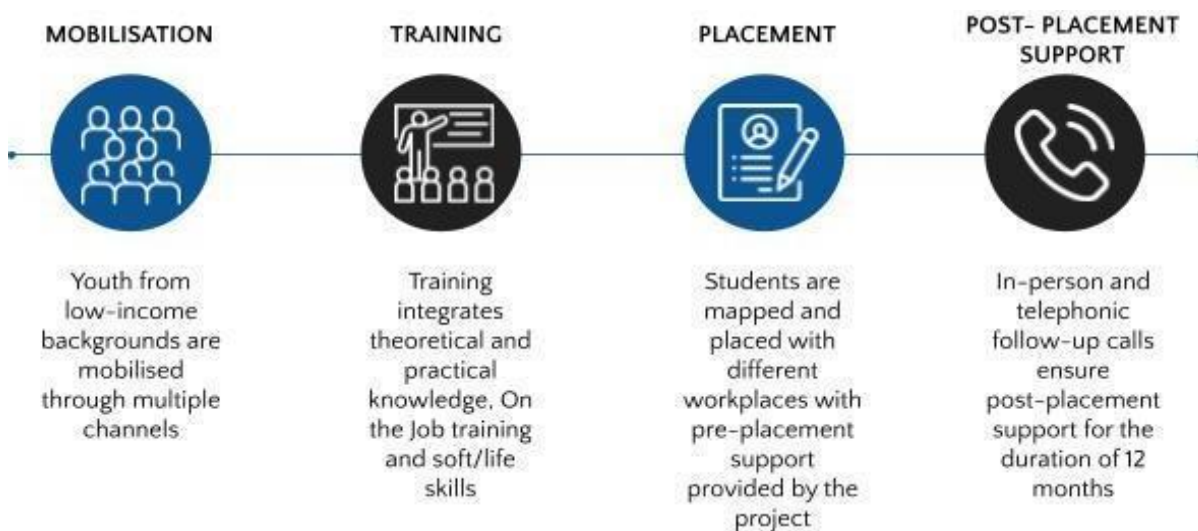 MOBILISATION
TRAINING
PLACEMENT
POST- PLACEMENT
SUPPORT
Youth from
low-income
backgrounds are
mobilised
through multiple
channels
Training
integrates
theoretical and
practical
knowledge, On
the Job training
and soft/life
skills
Students are
mapped and
placed with
different
workplaces with
pre-placement
support
provided by the
project
In-person and
telephonic
follow-up calls
ensure
post-placement
support for the
duration of 12
months